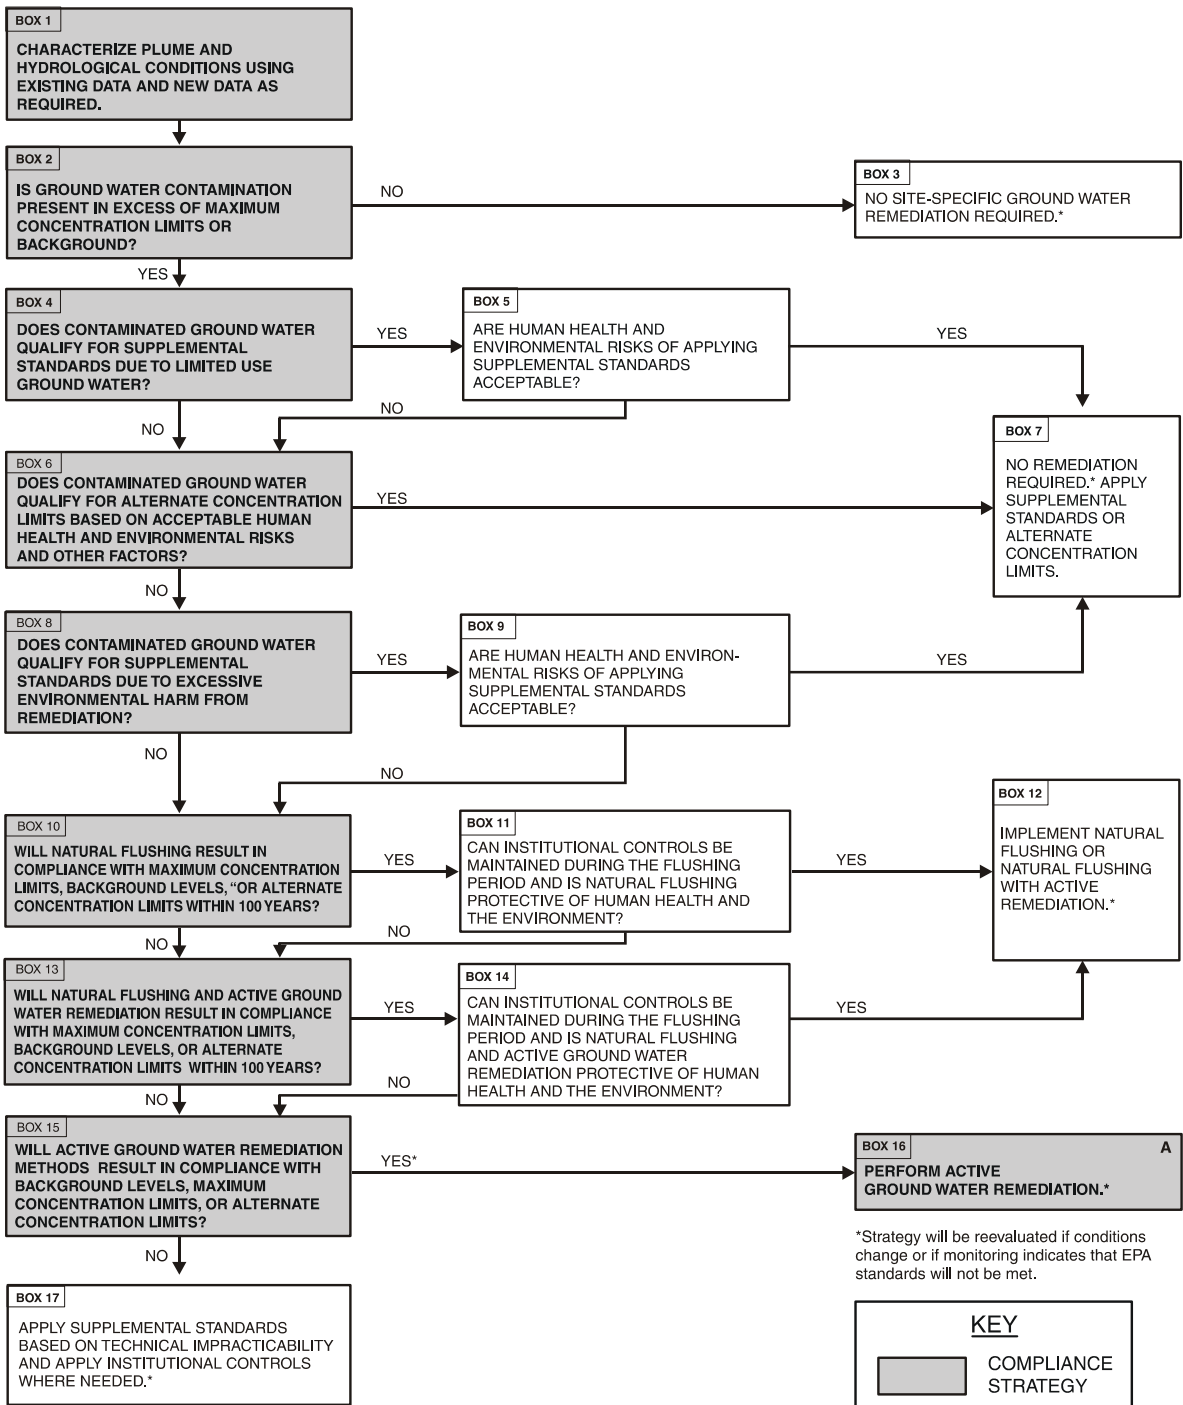 BOX 1
CHARACTERIZE PLUME AND
HYDROLOGICAL CONDITIONS USING
EXISTING DATA AND NEW DATA AS
REQUIRED.
BOX 2
IS GROUND WATER CONTAMINATION
PRESENT IN EXCESS OF MAXIMUM
CONCENTRATION LIMITS OR
BACKGROUND?
NO
BOX 3
NO SITE-SPECIFIC GROUND WATER
REMEDIATION REQUIRED.*
YES
BOX 4
DOES CONTAMINATED GROUND WATER
QUALIFY FOR SUPPLEMENTAL
STANDARDS DUE TO LIMITED USE
GROUND WATER?
YES
BOX 5
ARE HUMAN HEALTH AND
ENVIRONMENTAL RISKS OF APPLYING
SUPPLEMENTAL STANDARDS
ACCEPTABLE?
YES
NO
NO
BOX 6
DOES CONTAMINATED GROUND WATER
QUALIFY FOR ALTERNATE CONCENTRATION
LIMITS BASED ON ACCEPTABLE HUMAN
HEALTH AND ENVIRONMENTAL RISKS
AND OTHER FACTORS?
YES
BOX 7
NO REMEDIATION
REQUIRED.* APPLY
SUPPLEMENTAL
STANDARDS OR
ALTERNATE
CONCENTRATION
LIMITS.
NO
BOX 8
DOES CONTAMINATED GROUND WATER
QUALIFY FOR SUPPLEMENTAL
STANDARDS DUE TO EXCESSIVE
ENVIRONMENTAL HARM FROM
REMEDIATION?
YES
BOX 9
ARE HUMAN HEALTH AND ENVIRON-
MENTAL RISKS OF APPLYING
SUPPLEMENTAL STANDARDS
ACCEPTABLE?
YES
NO
NO
BOX 10
WILL NATURAL FLUSHING RESULT IN
COMPLIANCE WITH MAXIMUM CONCENTRATION
LIMITS, BACKGROUND LEVELS, “OR ALTERNATE
CONCENTRATION LIMITS WITHIN 100 YEARS?
YES
BOX 11
CAN INSTITUTIONAL CONTROLS BE
MAINTAINED DURING THE FLUSHING
PERIOD AND IS NATURAL FLUSHING
PROTECTIVE OF HUMAN HEALTH AND
THE ENVIRONMENT?
YES
BOX 12
IMPLEMENT NATURAL
FLUSHING OR
NATURAL FLUSHING
WITH ACTIVE
REMEDIATION.*
NO
NO
BOX 13
WILL NATURAL FLUSHING AND ACTIVE GROUND
WATER REMEDIATION RESULT IN COMPLIANCE
WITH MAXIMUM CONCENTRATION LIMITS,
BACKGROUND LEVELS, OR ALTERNATE
CONCENTRATION LIMITS WITHIN 100 YEARS?
YES
BOX 14
CAN INSTITUTIONAL CONTROLS BE
MAINTAINED DURING THE FLUSHING
PERIOD AND IS NATURAL FLUSHING
AND ACTIVE GROUND WATER
REMEDIATION PROTECTIVE OF HUMAN
HEALTH AND THE ENVIRONMENT?
YES
NO
NO
BOX 15
WILL ACTIVE GROUND WATER REMEDIATION
METHODS RESULT IN COMPLIANCE WITH
BACKGROUND LEVELS, MAXIMUM
CONCENTRATION LIMITS, OR ALTERNATE
CONCENTRATION LIMITS?
YES*
BOX 16
A
PERFORM ACTIVE
GROUND WATER REMEDIATION.*
NO
*Strategy will be reevaluated if conditions
change or if monitoring indicates that EPA
standards will not be met.
BOX 17
APPLY SUPPLEMENTAL STANDARDS
BASED ON TECHNICAL IMPRACTICABILITY
AND APPLY INSTITUTIONAL CONTROLS
WHERE NEEDED.*
KEY
COMPLIANCE
STRATEGY